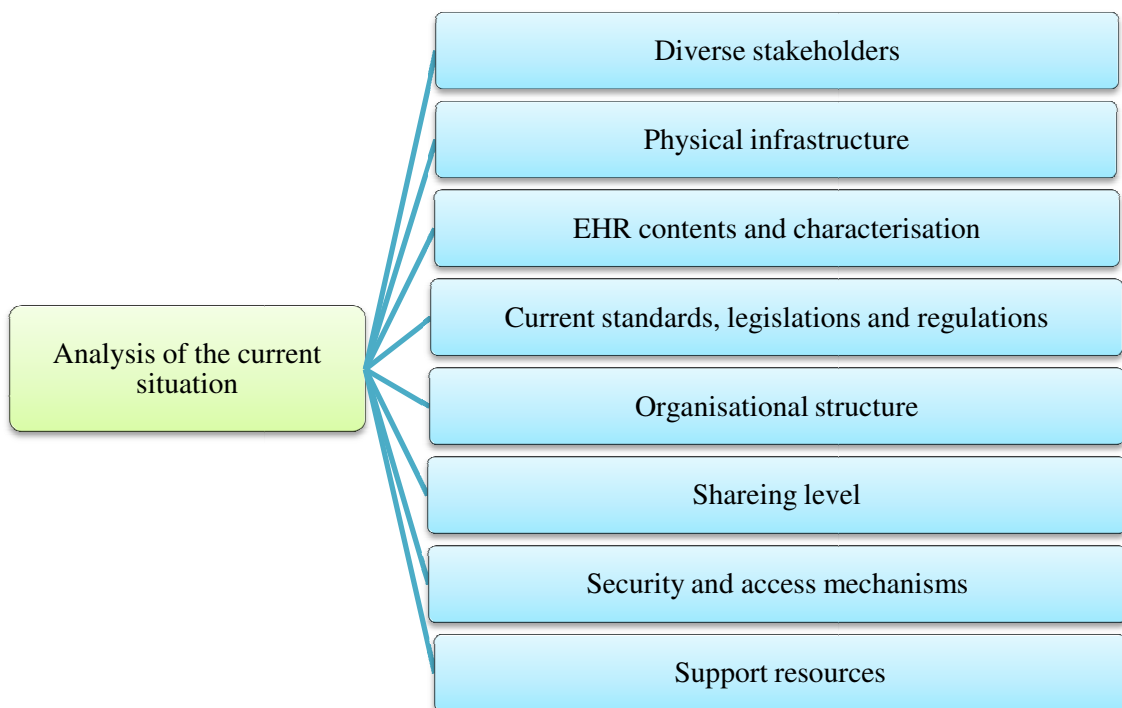 Diverse stakeholders
Physical infrastructure
EHR contents and characterisation
Current standards, legislations and regulations
Analysis of the current
situation
Organisational structure
Shareing level
Security and access mechanisms
Support resources